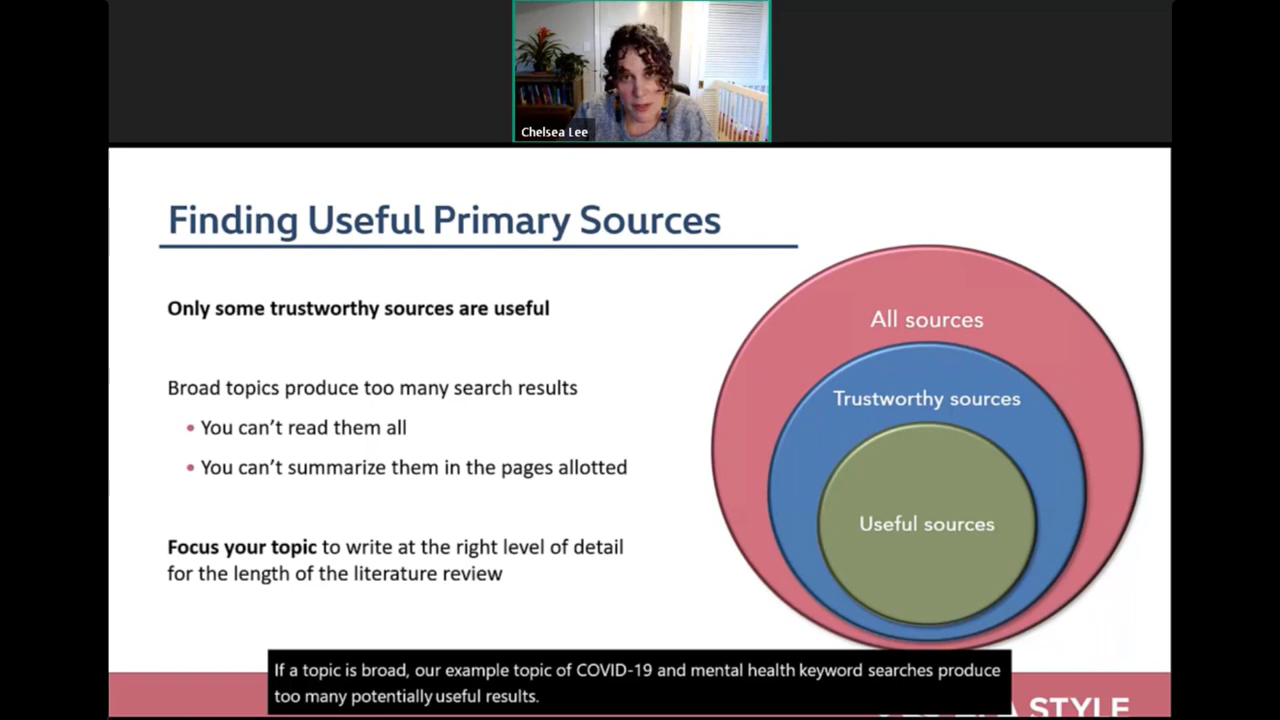 Chelsea Lee
Finding Useful Primary Sources
Only some trustworthy sources are useful
Broad topics produce too many search results
• You can't read them all
• You can't summarize them in the pages allotted
Focus your topic to write at the right level of detail
for the length of the literature review
All sources
Trustworthy sources
Useful sources
If a topic is broad, our example topic of COVID-19 and mental health keyword searches produce
too many potentially useful results.
STYLE